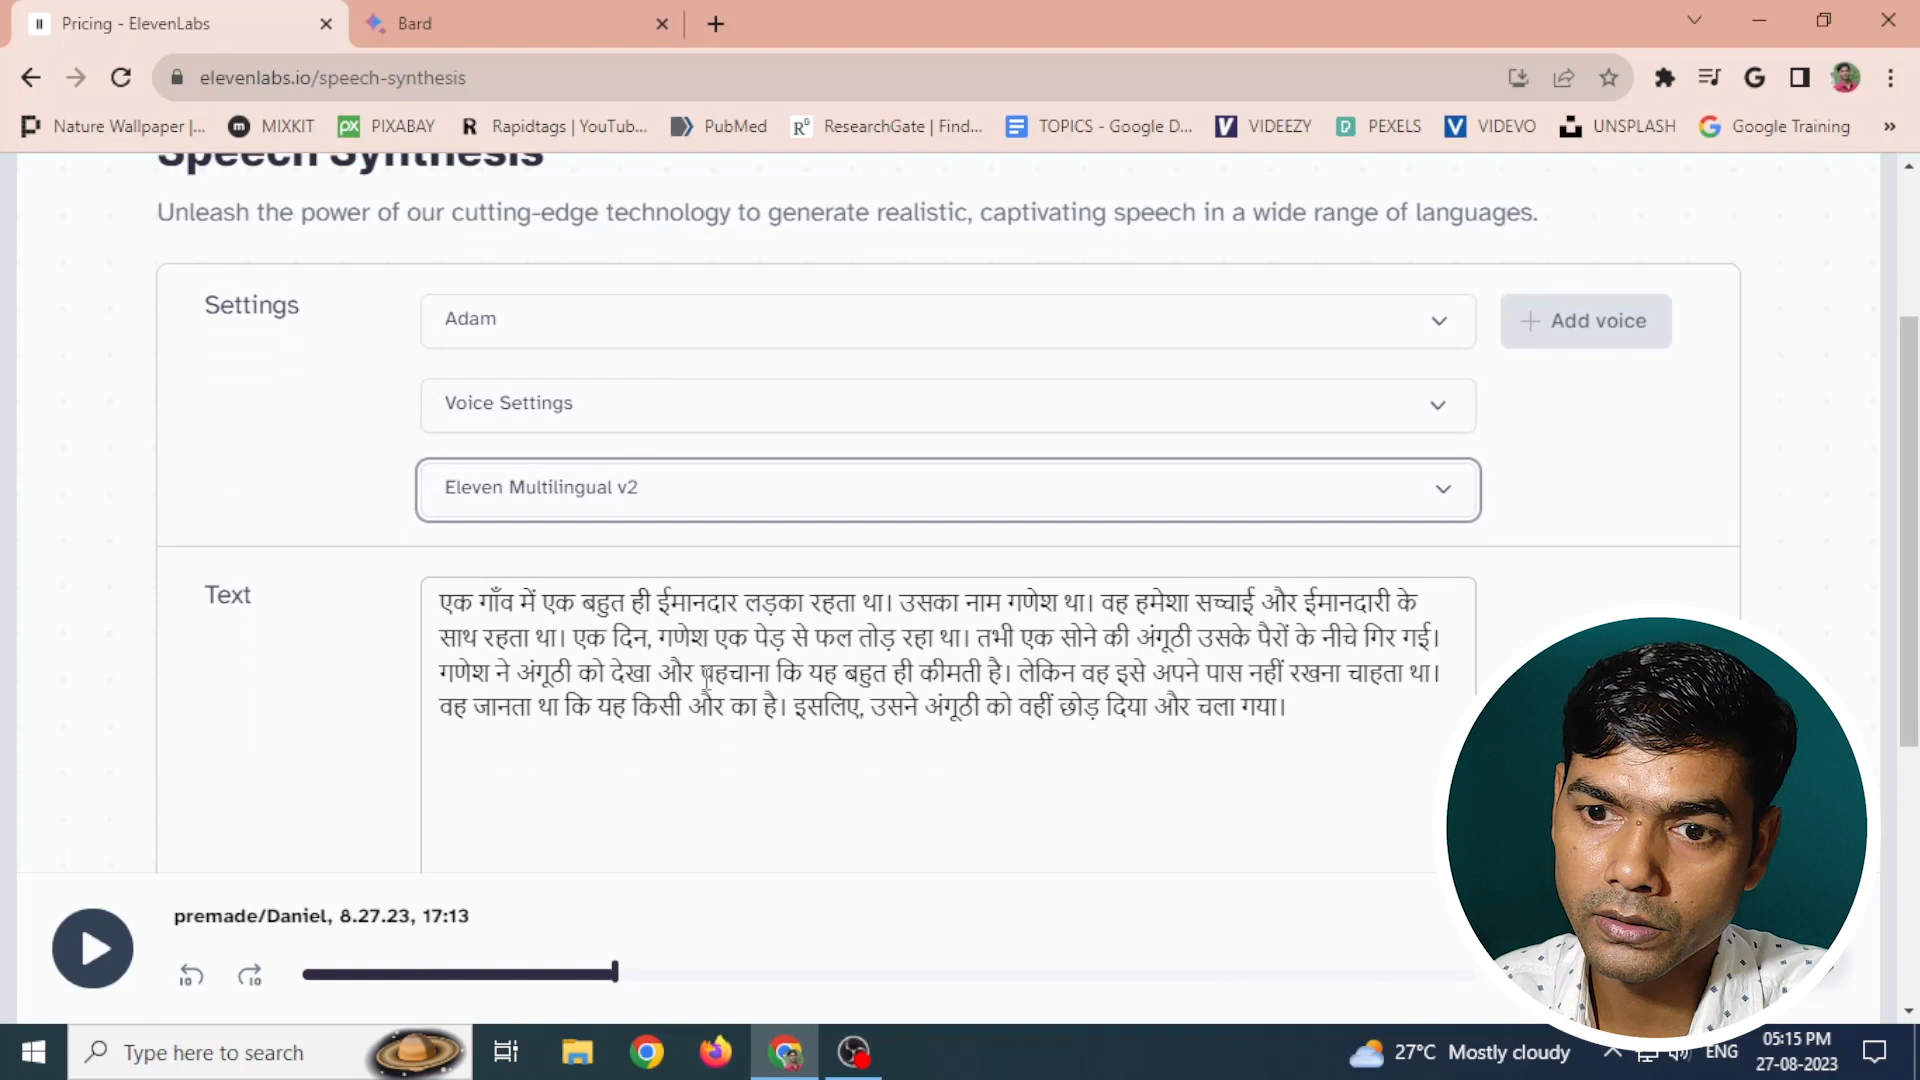 Pricing - ElevenLabs
Bard
elevenlabs.io/speech-synthesis
Nature Wallpaper |...
MIXKIT
PIXABAY
Rapidtags | YouTub...
PubMed
ResearchGate | Find...
TOPICS - Google D...
VIDEEZY
PEXELS
VIDEVO
UNSPLASH
Google Training
Speech Synthesis
Unleash the power of our cutting-edge technology to generate realistic, captivating speech in a wide range of languages.
Settings
Adam
Add voice
Voice Settings
Eleven Multilingual v2
Text
एक गाँव में एक बहुत ही ईमानदार लड़का रहता था। उसका नाम गणेश था। वह हमेशा सच्चाई और ईमानदारी के
साथ रहता था। एक दिन, गणेश एक पेड़ से फल तोड़ रहा था। तभी एक सोने की अंगूठी उसके पैरों के नीचे गिर गई।
गणेश ने अंगूठी को देखा और पहचाना कि यह बहुत ही कीमती है। लेकिन वह इसे अपने पास नहीं रखना चाहता था।
वह जानता था कि यह किसी और का है। इसलिए, उसने अंगूठी को वहीं छोड़ दिया और चला गया।
premade/Daniel, 8.27.23, 17:13
10
10
Type here to search
27°C Mostly cloudy
ENG
05:15 PM
27-08-2023